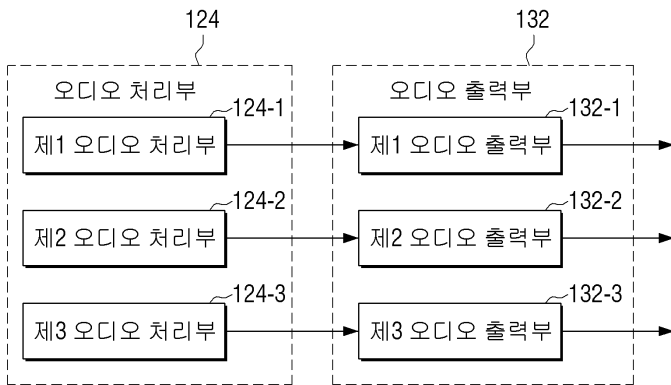 124
132
오디오 처리부
오디오 출력부
124-1
132-1
제1 오디오 처리부
제1 오디오 출력부
124-2
132-2
제2 오디오 처리부
제2 오디오 출력부
124-3
132-3
제3 오디오 처리부
제3 오디오 출력부